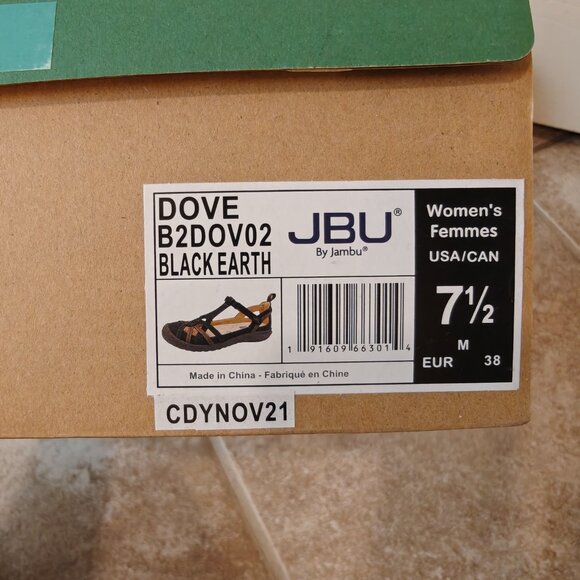 DOVE
B2DOV02
BLACK EARTH
JBU®
By Jambu®
1 91609 66301 4
Made in China - Fabriqué en Chine
Women's
Femmes
USA/CAN
7½
M
EUR 38
CDYNOV21